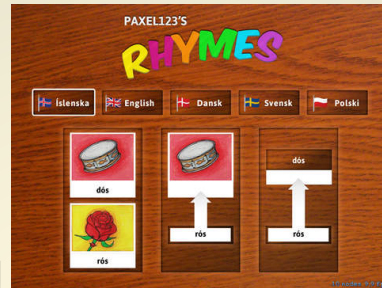 PAXEL123'S
RHYMES
Íslenska English Dansk Svensk Polski
dós
dós
rós
rós
rós